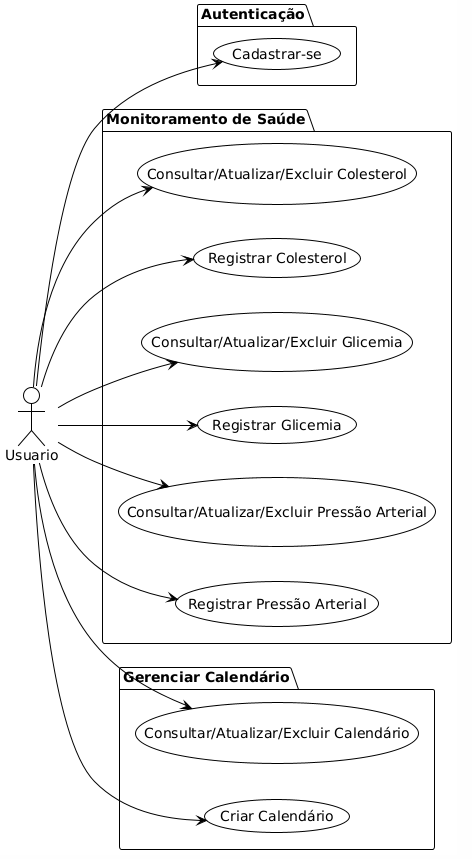 Autenticação
Cadastrar-se
Monitoramento de Saúde
Consultar/Atualizar/Excluir Colesterol
Registrar Colesterol
Consultar/Atualizar/Excluir Glicemia
Registrar Glicemia
Usuario
Consultar/Atualizar/Excluir Pressão Arterial
Registrar Pressão Arterial
Gerenciar Calendário
Consultar/Atualizar/Excluir Calendário
Criar Calendário